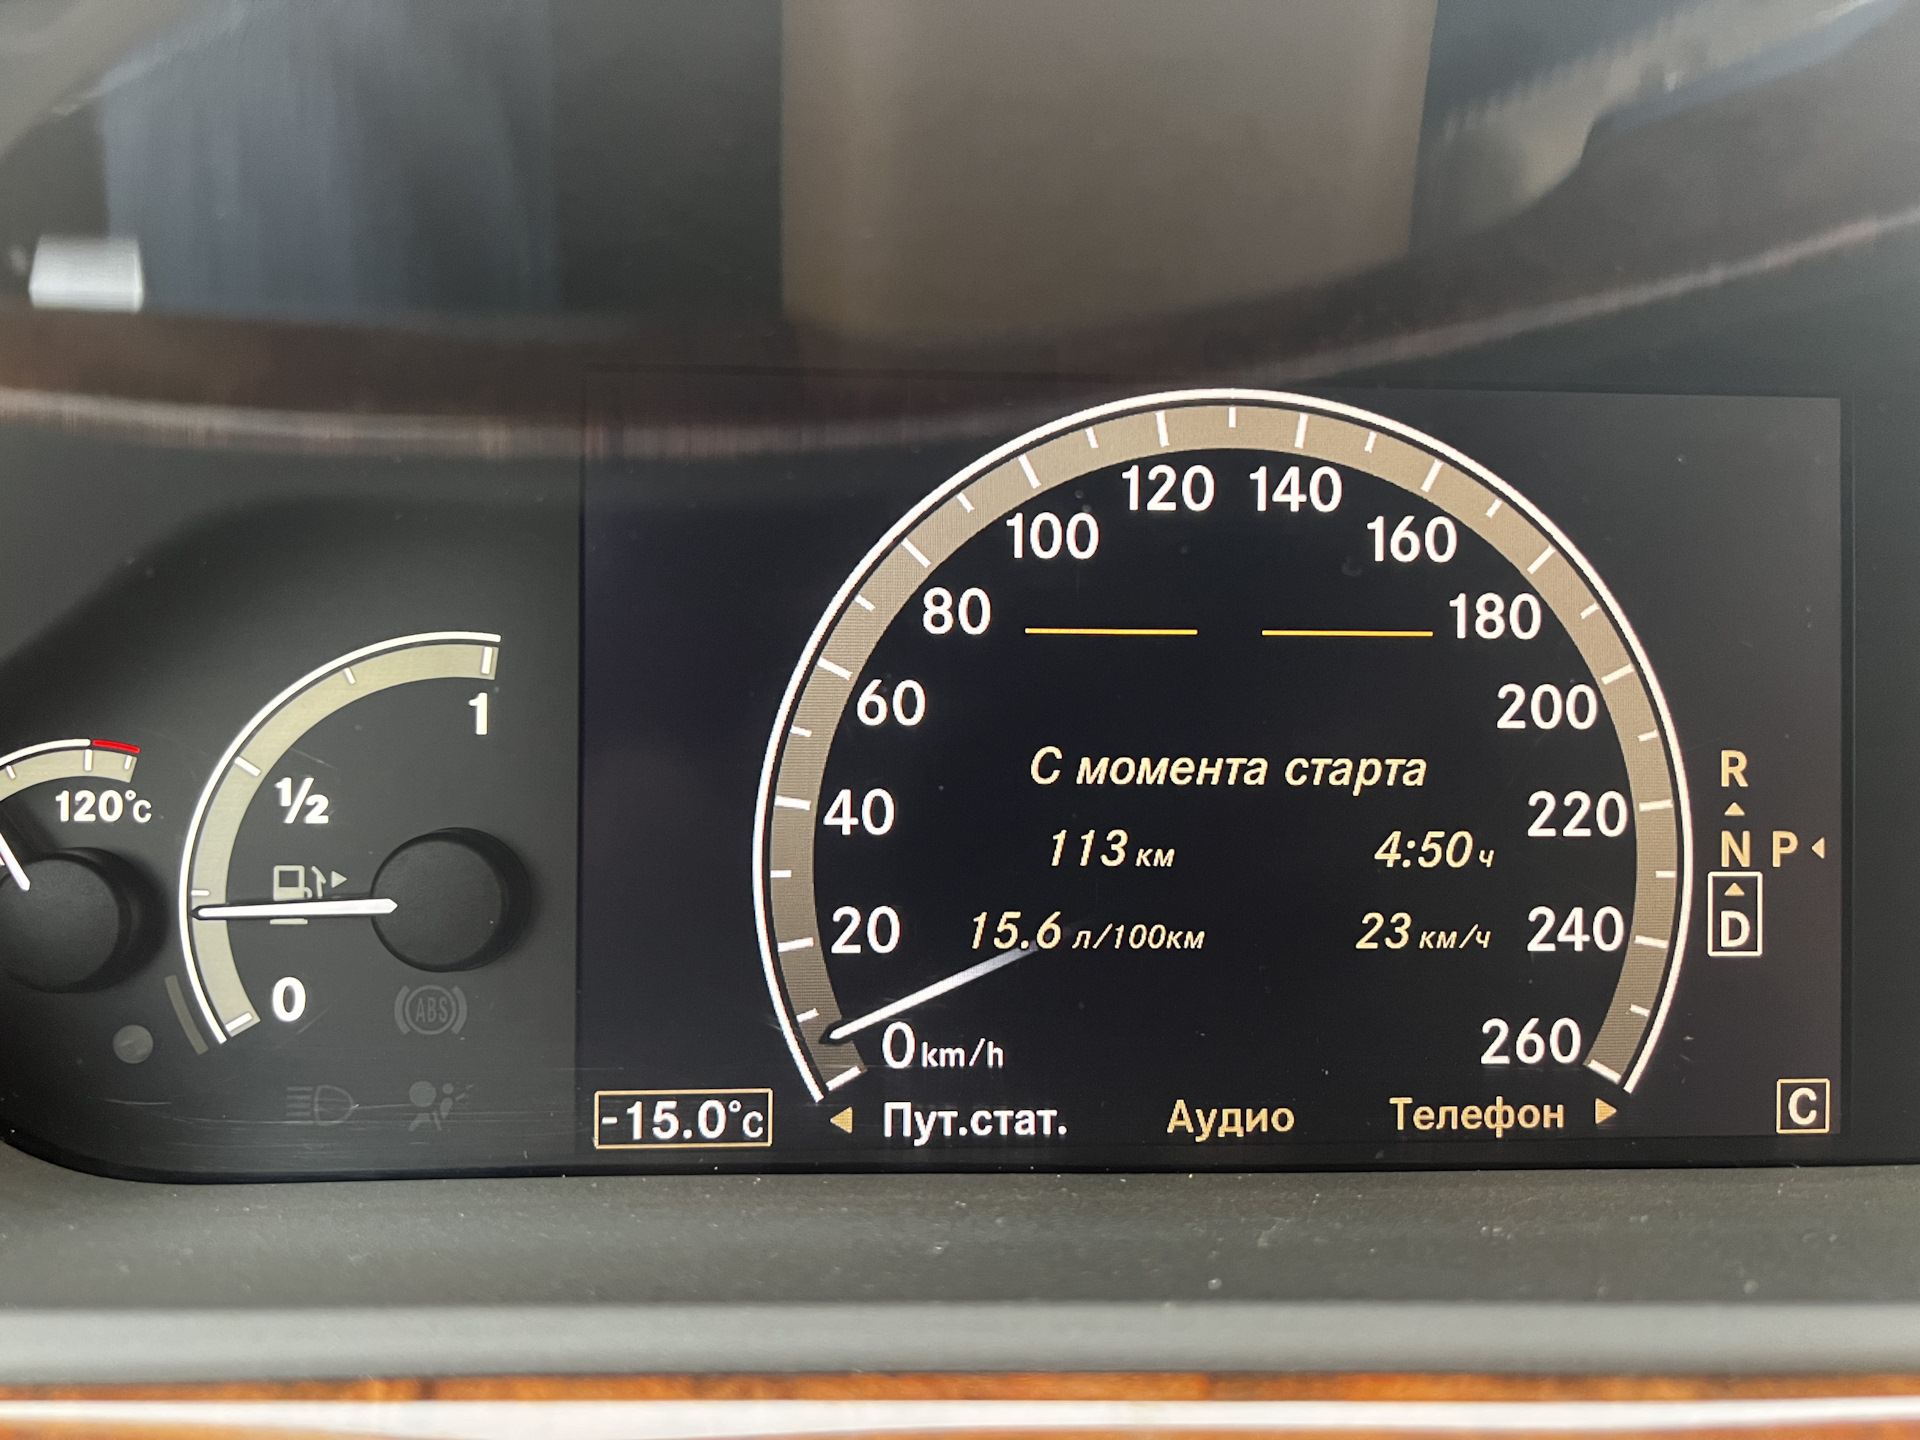 120 140
100 160
80 180
60 200
С момента старта
40 220
113 км 4:50 ч
20 240
15.6 л/100км 23 км/ч
0 km/h 260
-15.0°C
Пут.стат. Аудио Телефон
C
R
N P
D
1
½
0
120°C
ABS